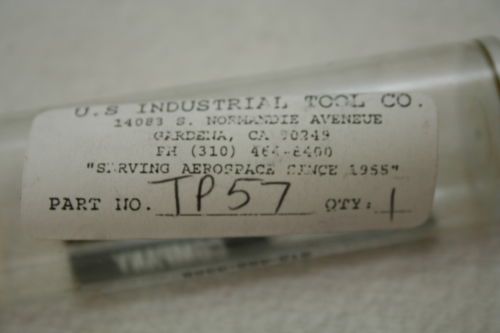 U.S INDUSTRIAL TOOL CO.
14083 S. NORMANDIE AVENEUE
GARDENA, CA 90249
PH (310) 464-8400
"SERVING AEROSPACE SINCE 1955"
PART NO. TP57 QTY: 1